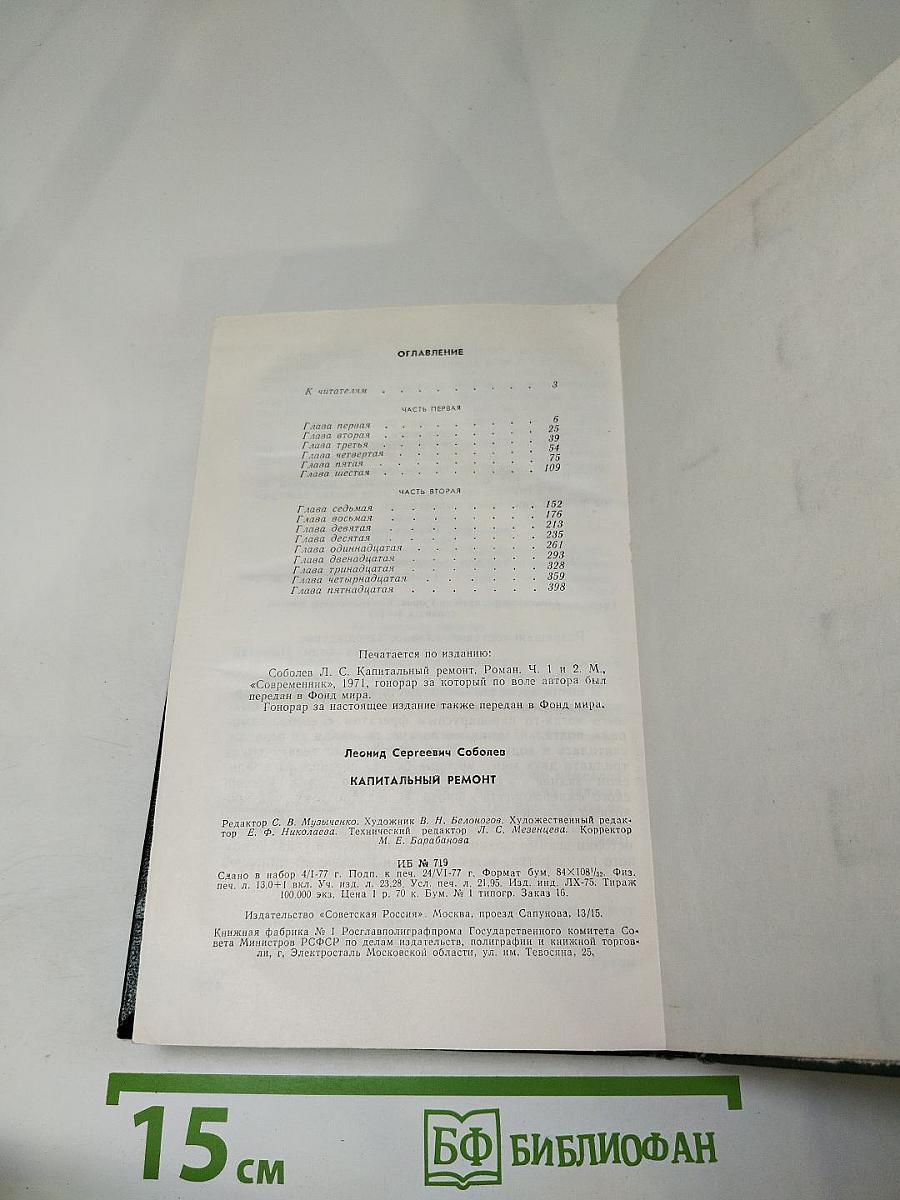 ОГЛАВЛЕНИЕ
К читателям . . . . . . . . . 3
ЧАСТЬ ПЕРВАЯ
Глава первая . . . . . . . . . 6
Глава вторая . . . . . . . . . 25
Глава третья . . . . . . . . . 39
Глава четвертая . . . . . . . . . 54
Глава пятая . . . . . . . . . 75
Глава шестая . . . . . . . . . 109
ЧАСТЬ ВТОРАЯ
Глава седьмая . . . . . . . . . 152
Глава восьмая . . . . . . . . . 176
Глава девятая . . . . . . . . . 213
Глава десятая . . . . . . . . . 235
Глава одиннадцатая . . . . . . . 261
Глава двенадцатая . . . . . . . . 293
Глава тринадцатая . . . . . . . . 328
Глава четырнадцатая . . . . . . . 359
Глава пятнадцатая . . . . . . . 398
Печатается по изданию:
Соболев Л. С. Капитальный ремонт. Роман. Ч. 1 и 2. М.,
«Современник», 1971, гонорар за который по воле автора был
передан в Фонд мира.
Гонорар за настоящее издание также передан в Фонд мира.
Леонид Сергеевич Соболев
КАПИТАЛЬНЫЙ РЕМОНТ
Редактор С. В. Музыченко. Художник В. Н. Белоногов. Художественный редак-
тор Е. Ф. Николаева. Технический редактор Л. С. Мезенцева. Корректор
М. Е. Барабанова
ИБ № 719
Сдано в набор 4/I-77 г. Подп. к печ. 24/VI-77 г. Формат бум. 84×108 1/32. Физ.
печ. л. 13,0+1 вкл. Уч. изд. л. 23,28. Усл. печ. л. 21,95. Изд. инд. ЛХ-75. Тираж
100.000 экз. Цена 1 р. 70 к. Бум. № 1 типогр. Заказ 16.
Издательство «Советская Россия». Москва, проезд Сапунова, 13/15.
Книжная фабрика № 1 Росглавполиграфпрома Государственного комитета Со-
вета Министров РСФСР по делам издательств, полиграфии и книжной торгов-
ли, г, Электросталь Московской области, ул. им. Тевосяна, 25,
15 см
БФ БИБЛИОФАН